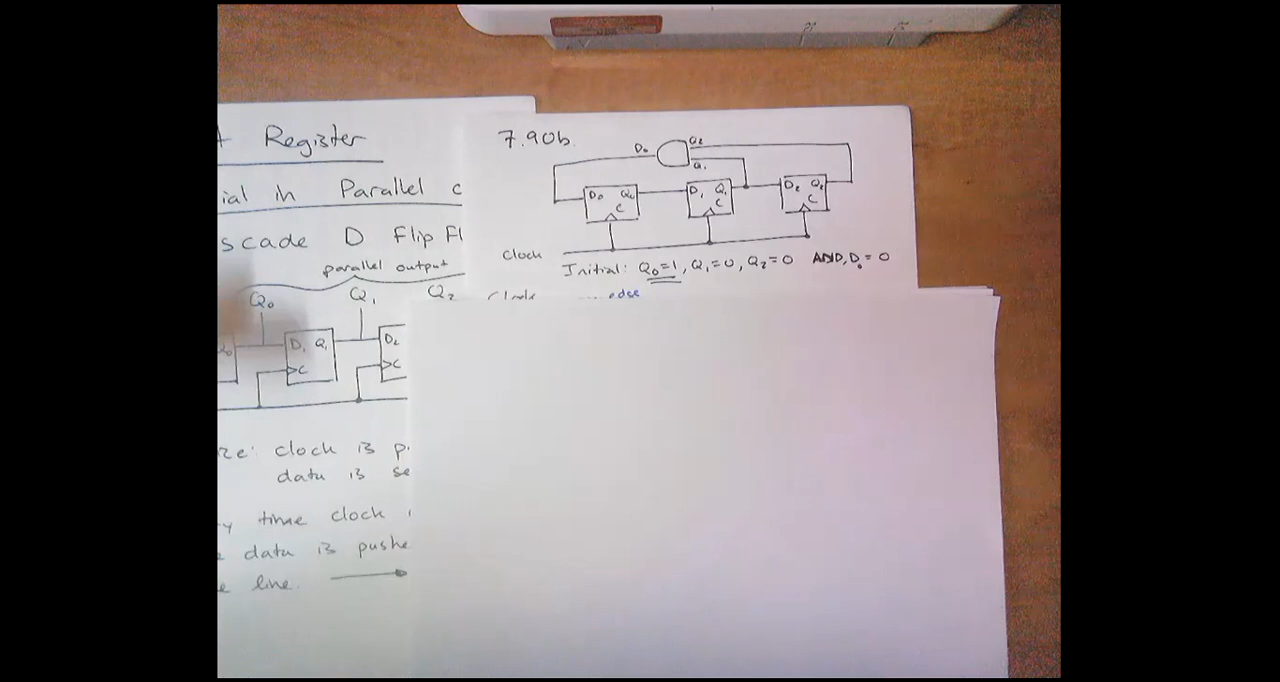 Register
ial in Parallel
scade D Flip Fl
parallel output
Q0 Q1 Q2
D1 Q1 D2
C C
clock is p
data is se
time clock
data is pushe
line.
7.90b.
D0 Q2
Q1
D0 Q0 D1 Q1 D2 Q2
C C C
Clock
Initial: Q0=1, Q1=0, Q2=0 AND, D0=0
Clock edge